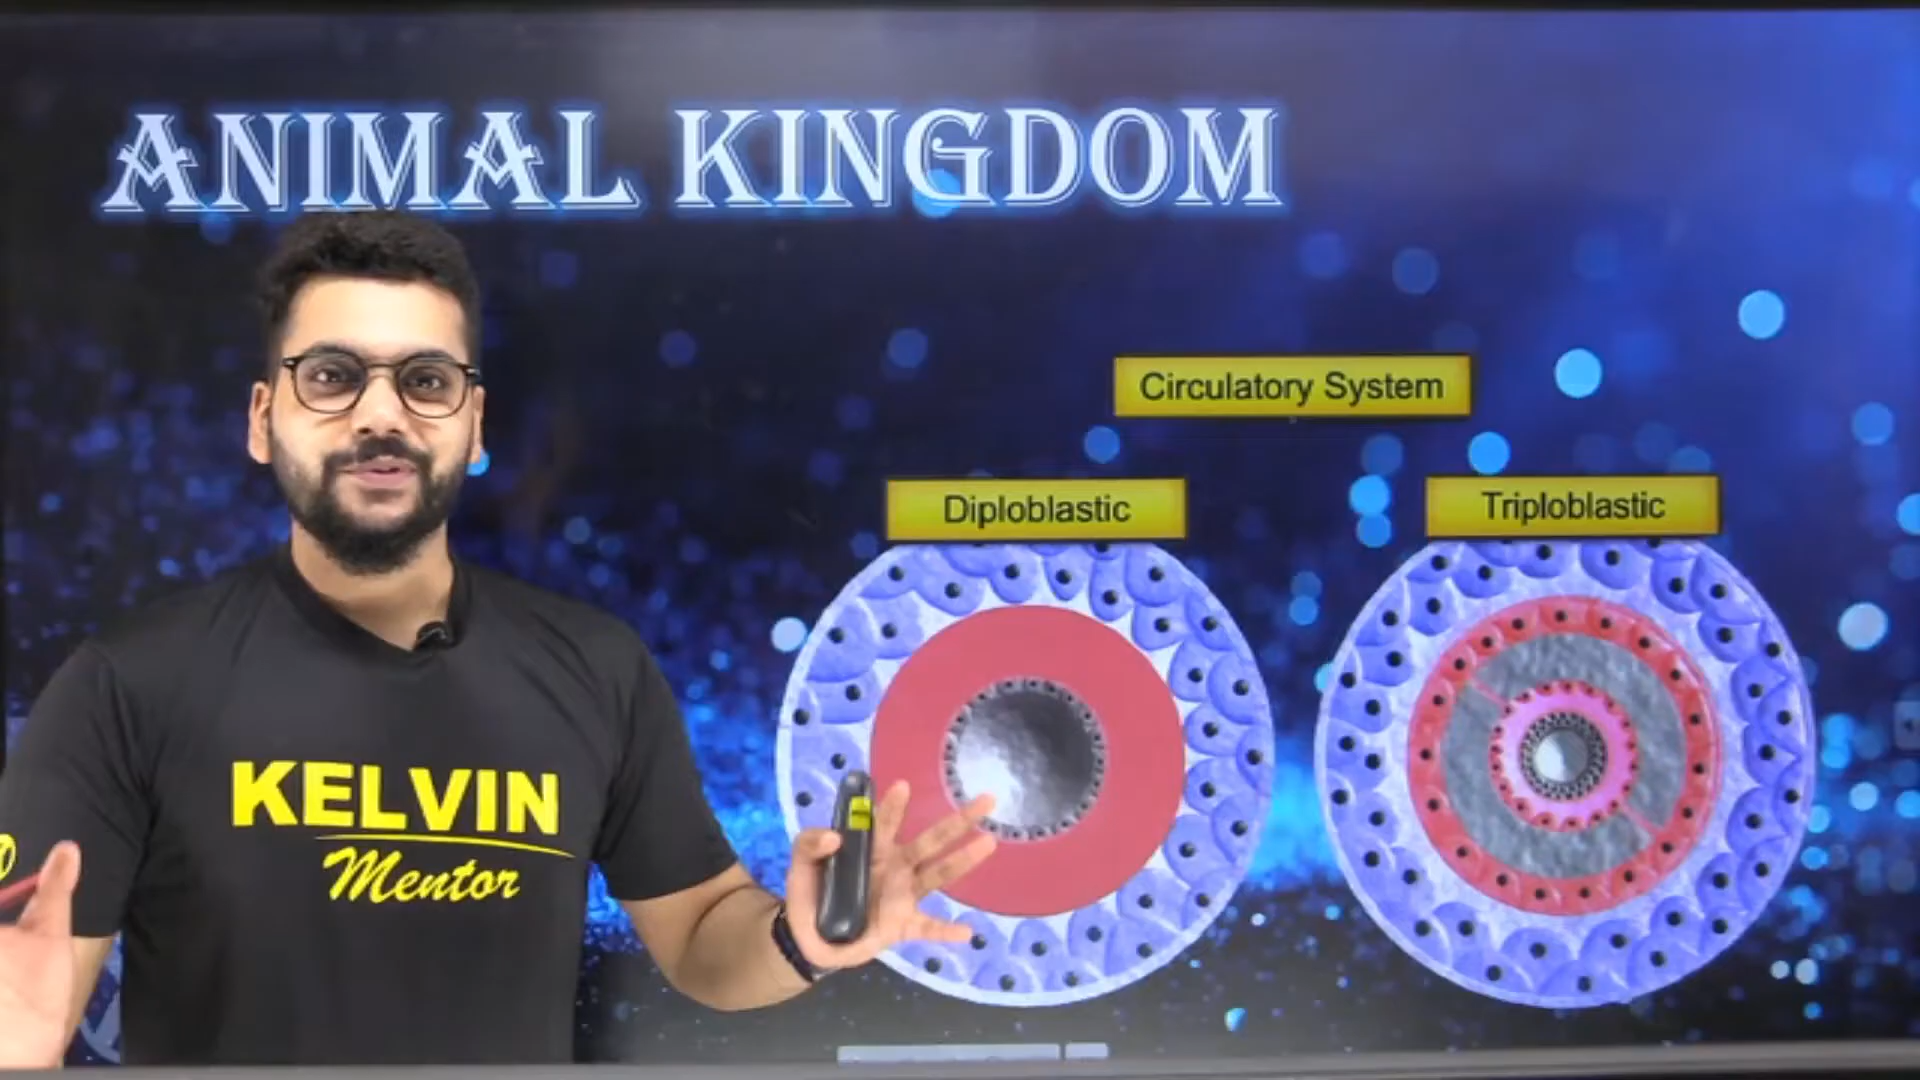 ANIMAL KINGDOM
Circulatory System
Diploblastic
Triploblastic
KELVIN
Mentor